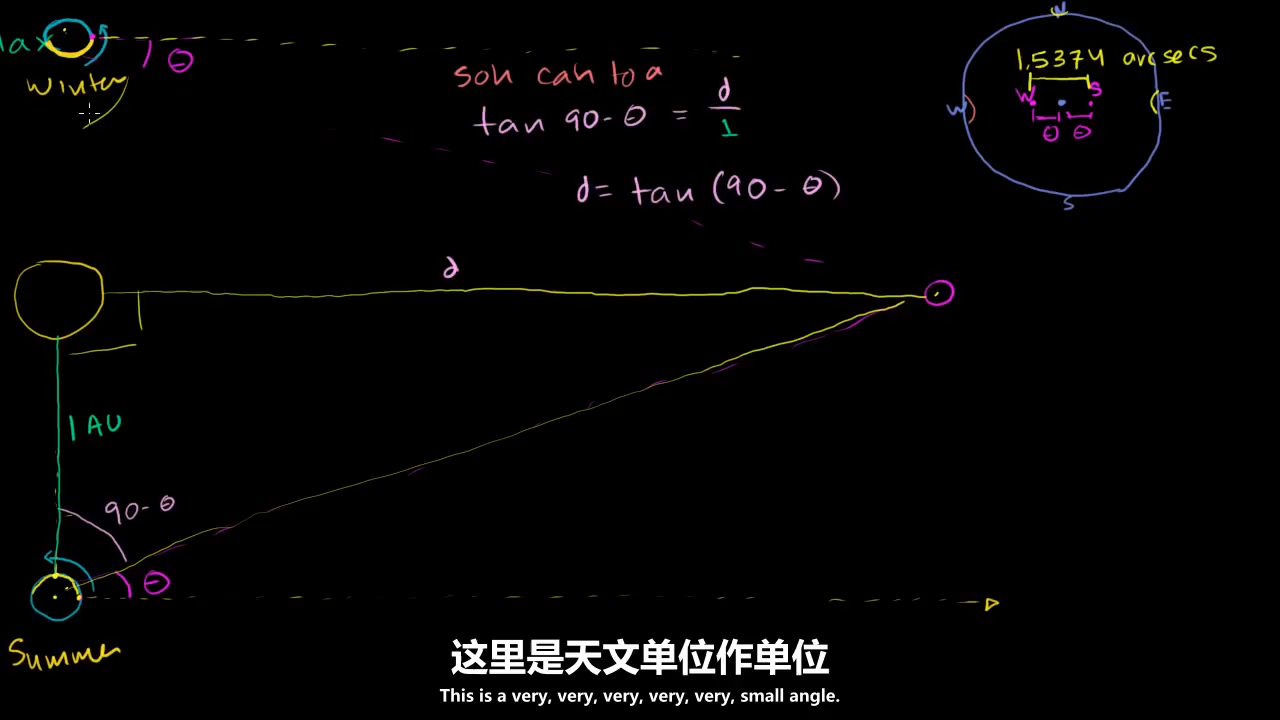 lax
Winter
θ
soh cah toa
tan 90-θ = d/1
d = tan (90-θ)
N
1.5374 arcsecs
W
W
S
E
θ
θ
S
d
1 AU
90-θ
θ
Summer
这里是天文单位作单位
This is a very, very, very, very, very, small angle.